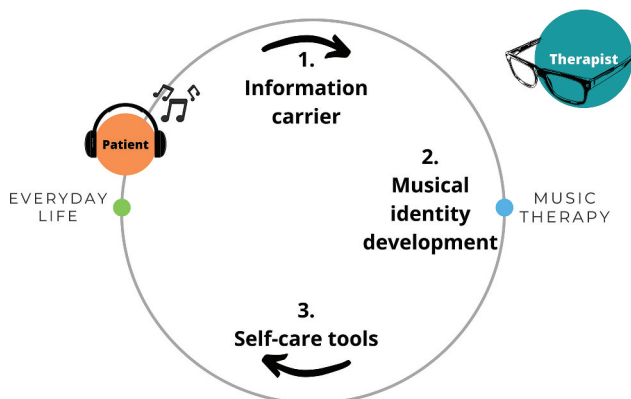 1.
Information
carrier
Therapist
Patient
2.
Musical
identity
development
EVERYDAY
LIFE
MUSIC
THERAPY
3.
Self-care tools